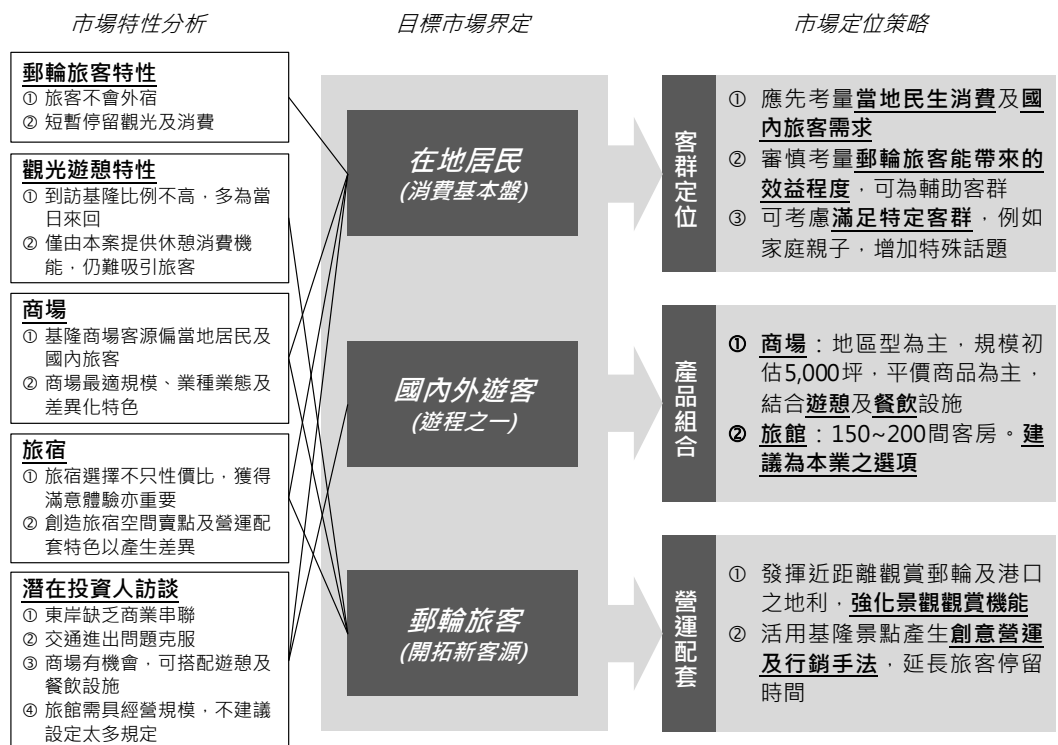 市場特性分析
目標市場界定
市場定位策略
郵輪旅客特性
① 旅客不會外宿
② 短暫停留觀光及消費
觀光遊憩特性
① 到訪基隆比例不高，多為當
日來回
② 僅由本案提供休憩消費機
能，仍難吸引旅客
商場
① 基隆商場客源偏當地居民及
國內旅客
② 商場最適規模、業種業態及
差異化特色
旅宿
① 旅宿選擇不只性價比，獲得
滿意體驗亦重要
② 創造旅宿空間賣點及營運配
套特色以產生差異
潛在投資人訪談
① 東岸缺乏商業串聯
② 交通進出問題克服
③ 商場有機會，可搭配遊憩及
餐飲設施
④ 旅館需具經營規模，不建議
設定太多規定
在地居民
(消費基本盤)
國內外遊客
(遊程之一)
郵輪旅客
(開拓新客源)
客群定位
① 應先考量當地民生消費及國
內旅客需求
② 審慎考量郵輪旅客能帶來的
效益程度，可為輔助客群
③ 可考慮滿足特定客群，例如
家庭親子，增加特殊話題
產品組合
① 商場：地區型為主，規模初
估5,000坪，平價商品為主，
結合遊憩及餐飲設施
② 旅館：150~200間客房。建
議為本業之選項
營運配套
① 發揮近距離觀賞郵輪及港口
之地利，強化景觀觀賞機能
② 活用基隆景點產生創意營運
及行銷手法，延長旅客停留
時間